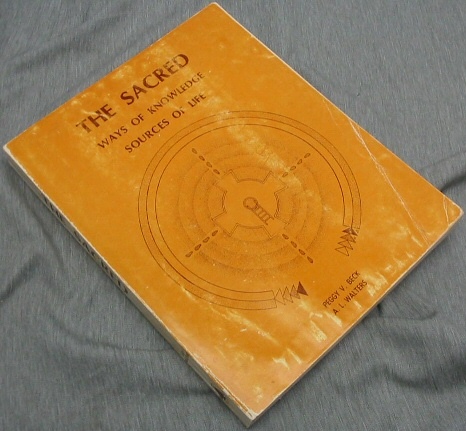 THE SACRED
WAYS OF KNOWLEDGE
SOURCES OF LIFE
PEGGY V. BECK
A. L. WALTERS